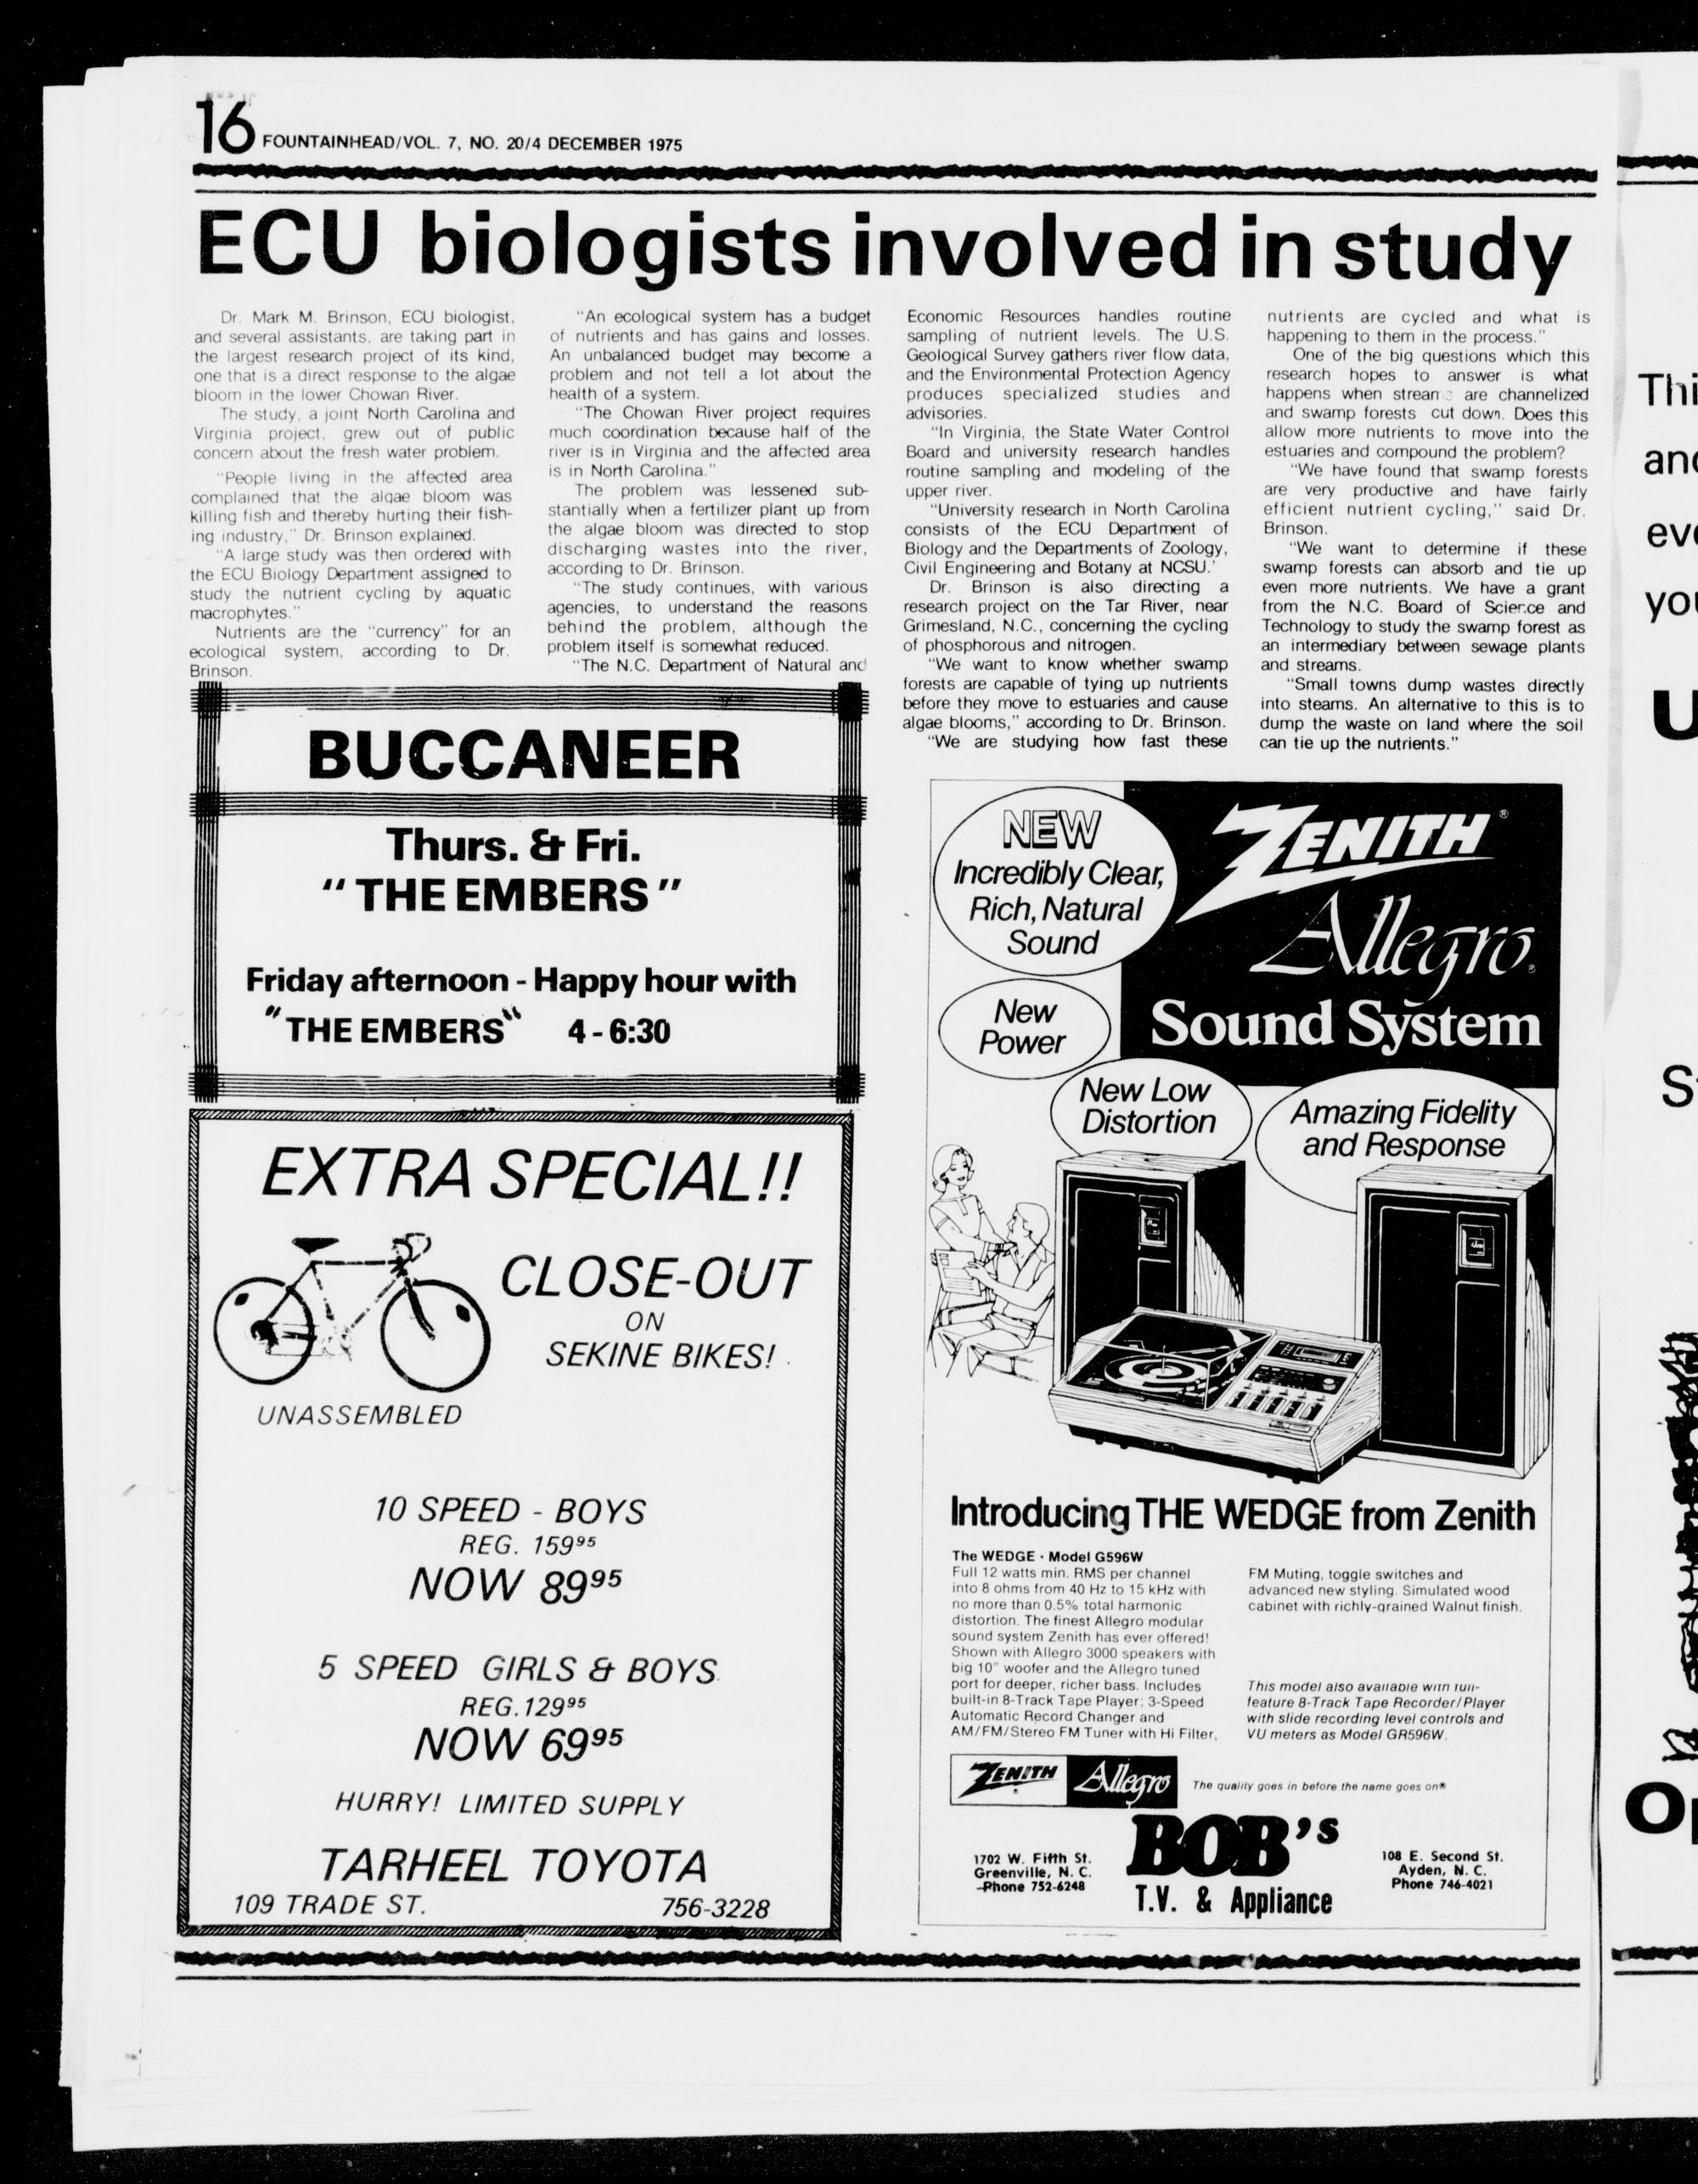 16 FOUNTAINHEAD/VOL. 7, NO. 20/4 DECEMBER 1975
ECU biologists involved in study
Dr. Mark M. Brinson, ECU biologist,
and several assistants, are taking part in
the largest research project of its kind,
one that is a direct response to the algae
bloom in the lower Chowan River.
The study, a joint North Carolina and
Virginia project, grew out of public
concern about the fresh water problem.
"People living in the affected area
complained that the algae bloom was
killing fish and thereby hurting their fish-
ing industry," Dr. Brinson explained.
"A large study was then ordered with
the ECU Biology Department assigned to
study the nutrient cycling by aquatic
macrophytes."
Nutrients are the "currency" for an
ecological system, according to Dr.
Brinson.
"An ecological system has a budget
of nutrients and has gains and losses.
An unbalanced budget may become a
problem and not tell a lot about the
health of a system.
"The Chowan River project requires
much coordination because half of the
river is in Virginia and the affected area
is in North Carolina."
The problem was lessened sub-
stantially when a fertilizer plant up from
the algae bloom was directed to stop
discharging wastes into the river,
according to Dr. Brinson.
"The study continues, with various
agencies, to understand the reasons
behind the problem, although the
problem itself is somewhat reduced.
"The N.C. Department of Natural and
Economic Resources handles routine
sampling of nutrient levels. The U.S.
Geological Survey gathers river flow data,
and the Environmental Protection Agency
produces specialized studies and
advisories.
"In Virginia, the State Water Control
Board and university research handles
routine sampling and modeling of the
upper river.
"University research in North Carolina
consists of the ECU Department of
Biology and the Departments of Zoology,
Civil Engineering and Botany at NCSU.'
Dr. Brinson is also directing a
research project on the Tar River, near
Grimesland, N.C., concerning the cycling
of phosphorous and nitrogen.
"We want to know whether swamp
forests are capable of tying up nutrients
before they move to estuaries and cause
algae blooms," according to Dr. Brinson.
"We are studying how fast these
nutrients are cycled and what is
happening to them in the process."
One of the big questions which this
research hopes to answer is what
happens when strean s are channelized
and swamp forests cut down. Does this
allow more nutrients to move into the
estuaries and compound the problem?
"We have found that swamp forests
are very productive and have fairly
efficient nutrient cycling," said Dr.
Brinson.
"We want to determine if these
swamp forests can absorb and tie up
even more nutrients. We have a grant
from the N.C. Board of Science and
Technology to study the swamp forest as
an intermediary between sewage plants
and streams.
"Small towns dump wastes directly
into steams. An alternative to this is to
dump the waste on land where the soil
can tie up the nutrients."
BUCCANEER
Thurs. & Fri.
"THE EMBERS"
Friday afternoon - Happy hour with
"THE EMBERS" 4 - 6:30
EXTRA SPECIAL!!
CLOSE-OUT
ON
SEKINE BIKES!
UNASSEMBLED
10 SPEED - BOYS
REG. 159⁹⁵
NOW 89⁹⁵
5 SPEED GIRLS & BOYS
REG. 129⁹⁵
NOW 69⁹⁵
HURRY! LIMITED SUPPLY
TARHEEL TOYOTA
109 TRADE ST. 756-3228
NEW
Incredibly Clear,
Rich, Natural
Sound
New
Power
New Low
Distortion
Amazing Fidelity
and Response
ZENITH®
Allegro®
Sound System
Introducing THE WEDGE from Zenith
The WEDGE · Model G596W
Full 12 watts min. RMS per channel
into 8 ohms from 40 Hz to 15 kHz with
no more than 0.5% total harmonic
distortion. The finest Allegro modular
sound system Zenith has ever offered!
Shown with Allegro 3000 speakers with
big 10" woofer and the Allegro tuned
port for deeper, richer bass. Includes
built-in 8-Track Tape Player; 3-Speed
Automatic Record Changer and
AM/FM/Stereo FM Tuner with Hi Filter,
FM Muting, toggle switches and
advanced new styling. Simulated wood
cabinet with richly-grained Walnut finish.
This model also available with full-
feature 8-Track Tape Recorder/Player
with slide recording level controls and
VU meters as Model GR596W.
ZENITH® Allegro The quality goes in before the name goes on®
BOB's
T.V. & Appliance
1702 W. Fifth St.
Greenville, N. C.
Phone 752-6248
108 E. Second St.
Ayden, N. C.
Phone 746-4021